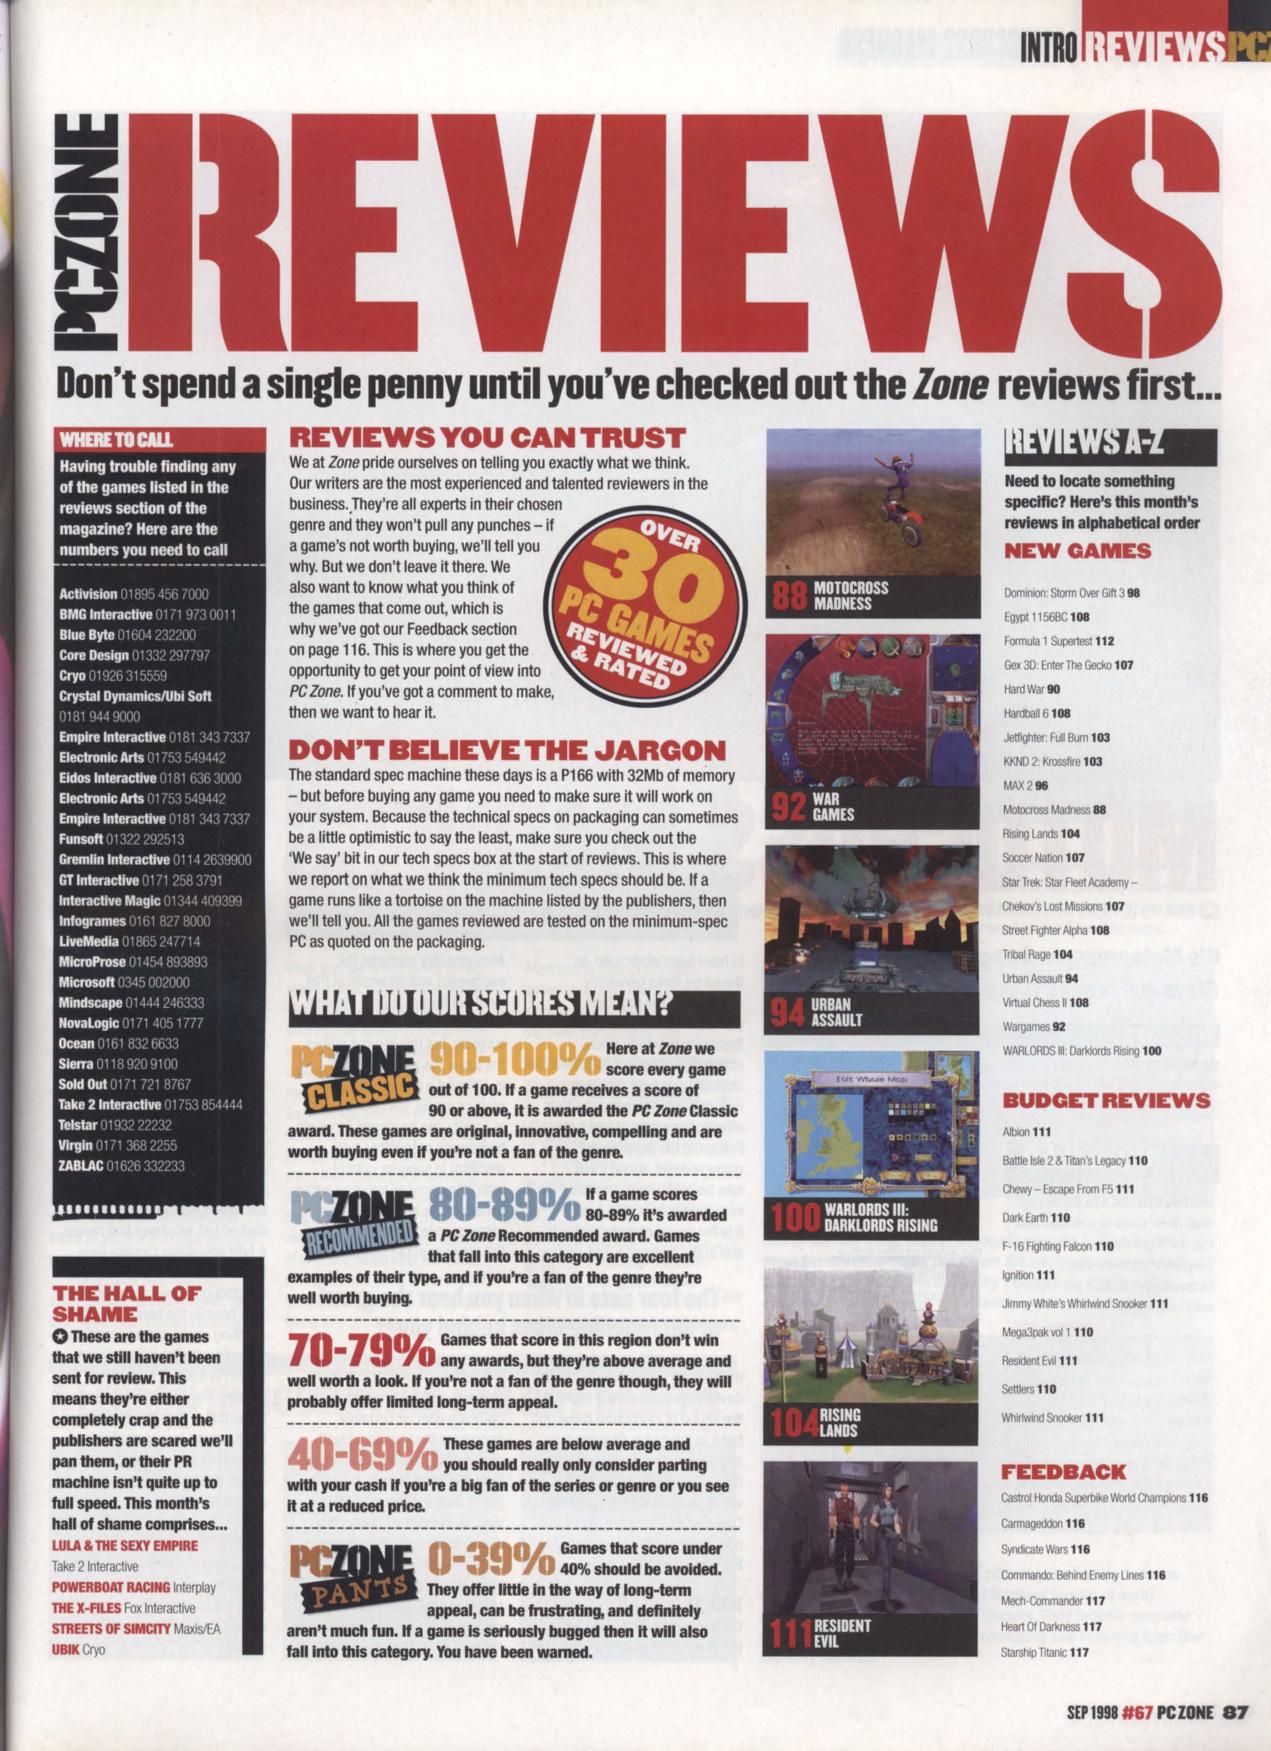 INTRO REVIEWS PCZ
PCZONE
REVIEWS
Don't spend a single penny until you've checked out the Zone reviews first...
WHERE TO CALL
Having trouble finding any
of the games listed in the
reviews section of the
magazine? Here are the
numbers you need to call
Activision 01895 456 7000
BMG Interactive 0171 973 0011
Blue Byte 01604 232200
Core Design 01332 297797
Cryo 01926 315559
Crystal Dynamics/Ubi Soft
0181 944 9000
Empire Interactive 0181 343 7337
Electronic Arts 01753 549442
Eidos Interactive 0181 636 3000
Electronic Arts 01753 549442
Empire Interactive 0181 343 7337
Funsoft 01322 292513
Gremlin Interactive 0114 2639900
GT Interactive 0171 258 3791
Interactive Magic 01344 409399
Infogrames 0161 827 8000
LiveMedia 01865 247714
MicroProse 01454 893893
Microsoft 0345 002000
Mindscape 01444 246333
NovaLogic 0171 405 1777
Ocean 0161 832 6633
Sierra 0118 920 9100
Sold Out 0171 721 8767
Take 2 Interactive 01753 854444
Telstar 01932 22232
Virgin 0171 368 2255
ZABLAC 01626 332233
THE HALL OF
SHAME
These are the games
that we still haven't been
sent for review. This
means they're either
completely crap and the
publishers are scared we'll
pan them, or their PR
machine isn't quite up to
full speed. This month's
hall of shame comprises...
LULA & THE SEXY EMPIRE
Take 2 Interactive
POWERBOAT RACING Interplay
THE X-FILES Fox Interactive
STREETS OF SIMCITY Maxis/EA
UBIK Cryo
REVIEWS YOU CAN TRUST
We at Zone pride ourselves on telling you exactly what we think.
Our writers are the most experienced and talented reviewers in the
business. They're all experts in their chosen
genre and they won't pull any punches – if
a game's not worth buying, we'll tell you
why. But we don't leave it there. We
also want to know what you think of
the games that come out, which is
why we've got our Feedback section
on page 116. This is where you get the
opportunity to get your point of view into
PC Zone. If you've got a comment to make,
then we want to hear it.
OVER
30
PC GAMES
REVIEWED
& RATED
DON'T BELIEVE THE JARGON
The standard spec machine these days is a P166 with 32Mb of memory
– but before buying any game you need to make sure it will work on
your system. Because the technical specs on packaging can sometimes
be a little optimistic to say the least, make sure you check out the
'We say' bit in our tech specs box at the start of reviews. This is where
we report on what we think the minimum tech specs should be. If a
game runs like a tortoise on the machine listed by the publishers, then
we'll tell you. All the games reviewed are tested on the minimum-spec
PC as quoted on the packaging.
WHAT DO OUR SCORES MEAN?
PCZONE
CLASSIC
90-100% Here at Zone we
score every game
out of 100. If a game receives a score of
90 or above, it is awarded the PC Zone Classic
award. These games are original, innovative, compelling and are
worth buying even if you're not a fan of the genre.
PCZONE
RECOMMENDED
80-89% If a game scores
80-89% it's awarded
a PC Zone Recommended award. Games
that fall into this category are excellent
examples of their type, and if you're a fan of the genre they're
well worth buying.
70-79% Games that score in this region don't win
any awards, but they're above average and
well worth a look. If you're not a fan of the genre though, they will
probably offer limited long-term appeal.
40-69% These games are below average and
you should really only consider parting
with your cash if you're a big fan of the series or genre or you see
it at a reduced price.
PCZONE
PANTS
0-39% Games that score under
40% should be avoided.
They offer little in the way of long-term
appeal, can be frustrating, and definitely
aren't much fun. If a game is seriously bugged then it will also
fall into this category. You have been warned.
88 MOTOCROSS
MADNESS
92 WAR
GAMES
94 URBAN
ASSAULT
Edit Whole Map
100 WARLORDS III:
DARKLORDS RISING
104 RISING
LANDS
111 RESIDENT
EVIL
REVIEWS A-Z
Need to locate something
specific? Here's this month's
reviews in alphabetical order
NEW GAMES
Dominion: Storm Over Gift 3 98
Egypt 1156BC 108
Formula 1 Supertest 112
Gex 3D: Enter The Gecko 107
Hard War 90
Hardball 6 108
Jetfighter: Full Burn 103
KKND 2: Krossfire 103
MAX 2 96
Motocross Madness 88
Rising Lands 104
Soccer Nation 107
Star Trek: Star Fleet Academy –
Chekov's Lost Missions 107
Street Fighter Alpha 108
Tribal Rage 104
Urban Assault 94
Virtual Chess II 108
Wargames 92
WARLORDS III: Darklords Rising 100
BUDGET REVIEWS
Albion 111
Battle Isle 2 & Titan's Legacy 110
Chewy – Escape From F5 111
Dark Earth 110
F-16 Fighting Falcon 110
Ignition 111
Jimmy White's Whirlwind Snooker 111
Mega3pak vol 1 110
Resident Evil 111
Settlers 110
Whirlwind Snooker 111
FEEDBACK
Castrol Honda Superbike World Champions 116
Carmageddon 116
Syndicate Wars 116
Commando: Behind Enemy Lines 116
Mech-Commander 117
Heart Of Darkness 117
Starship Titanic 117
SEP 1998 #67 PC ZONE 87